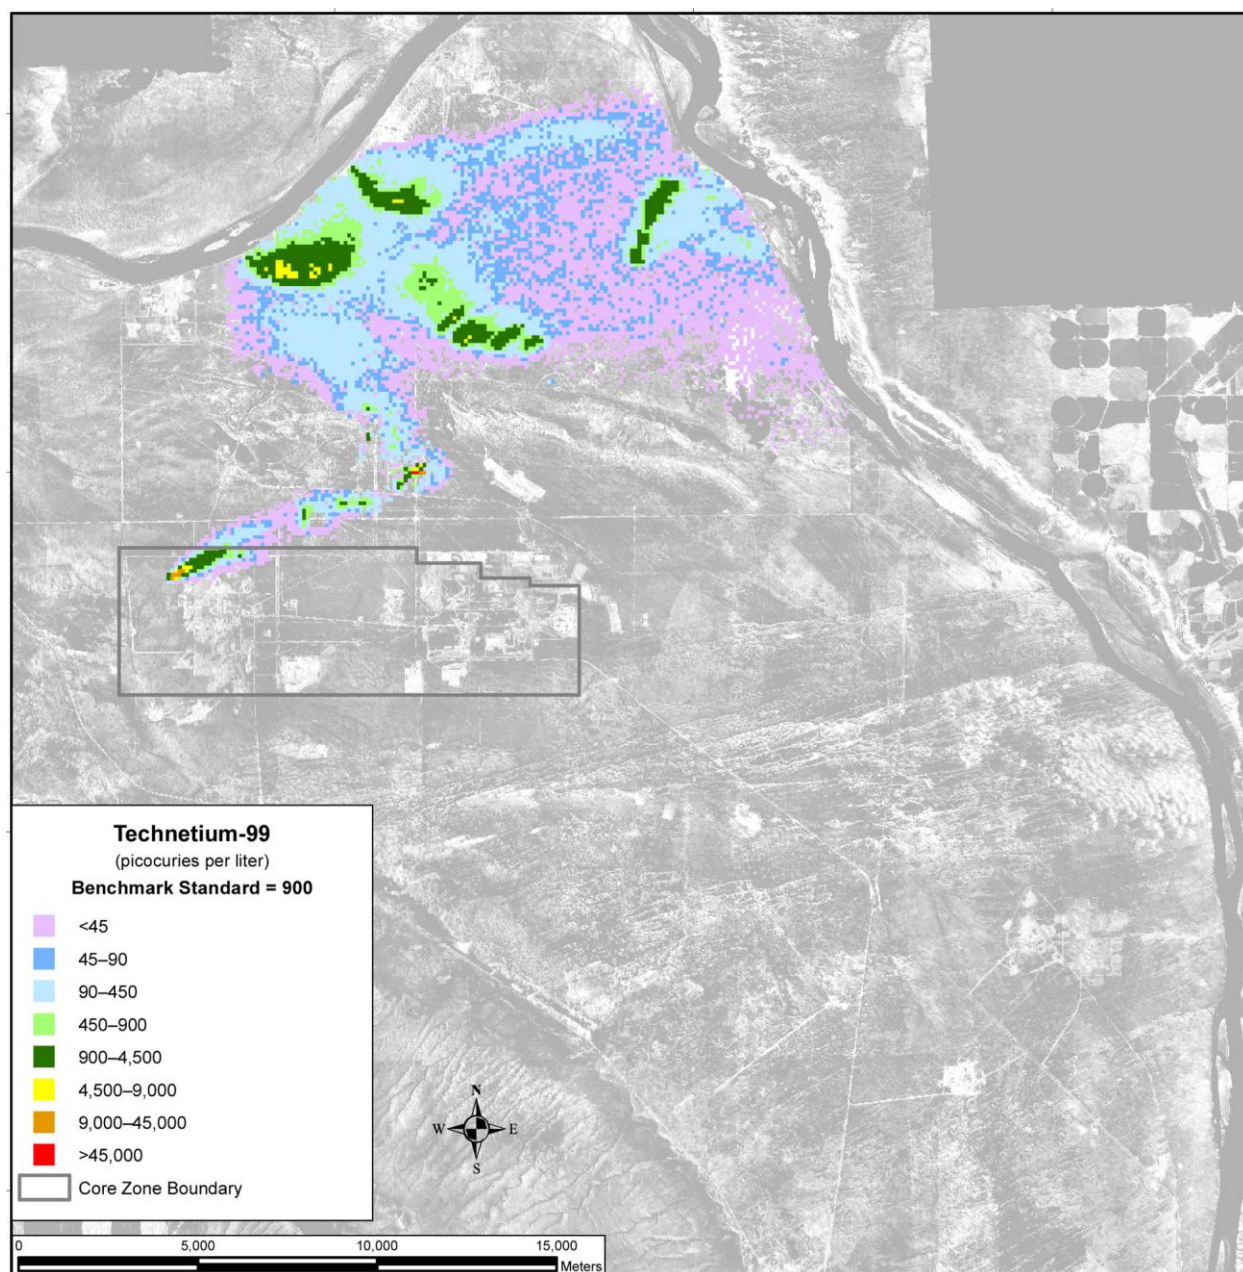 Technetium-99
(picocuries per liter)
Benchmark Standard = 900
<45
45–90
90–450
450–900
900–4,500
4,500–9,000
9,000–45,000
>45,000
Core Zone Boundary
N
W E
S
0 5,000 10,000 15,000
Meters